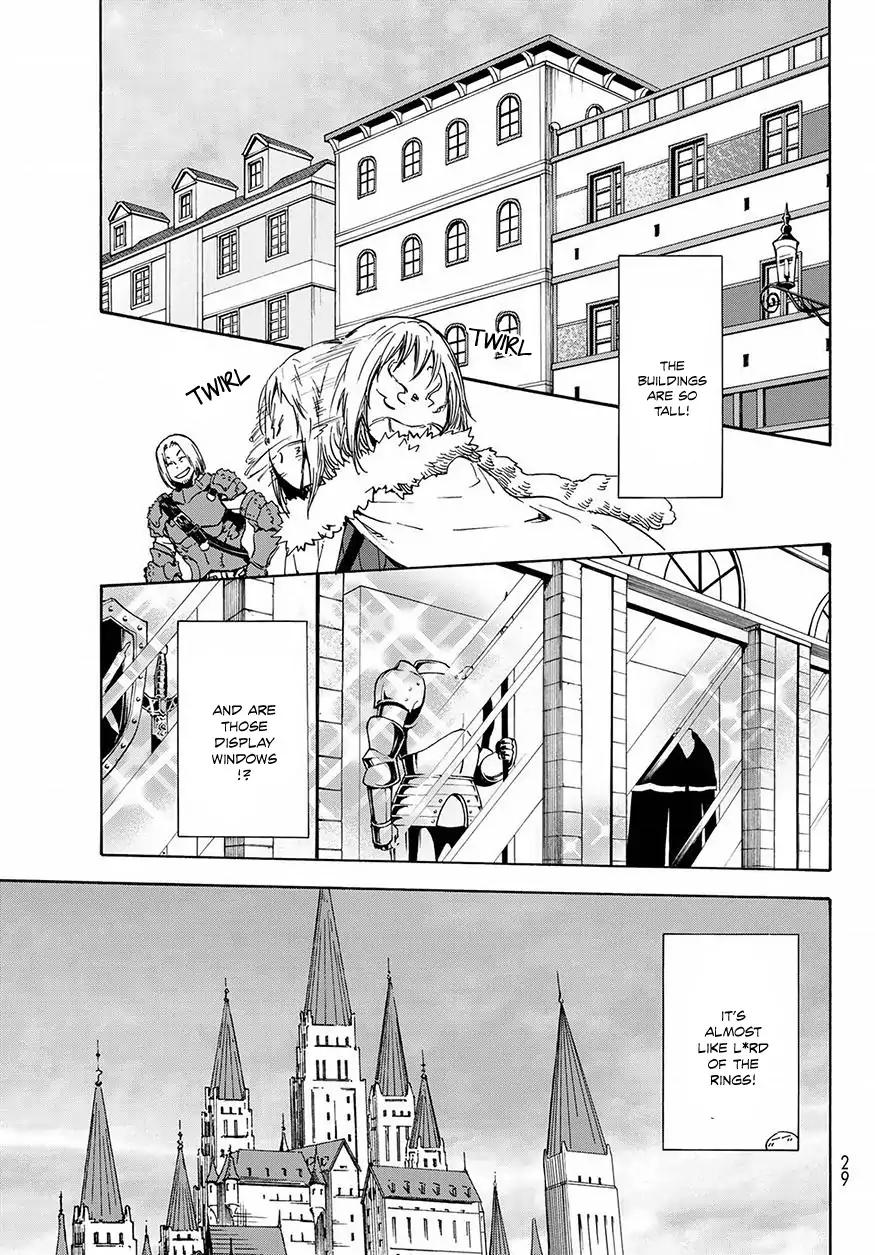 THE
BUILDINGS
ARE SO
TALL!
TWIRL
TWIRL
AND ARE
THOSE
DISPLAY
WINDOWS
!?
IT'S
ALMOST
LIKE L*RD
OF THE
RINGS!
29